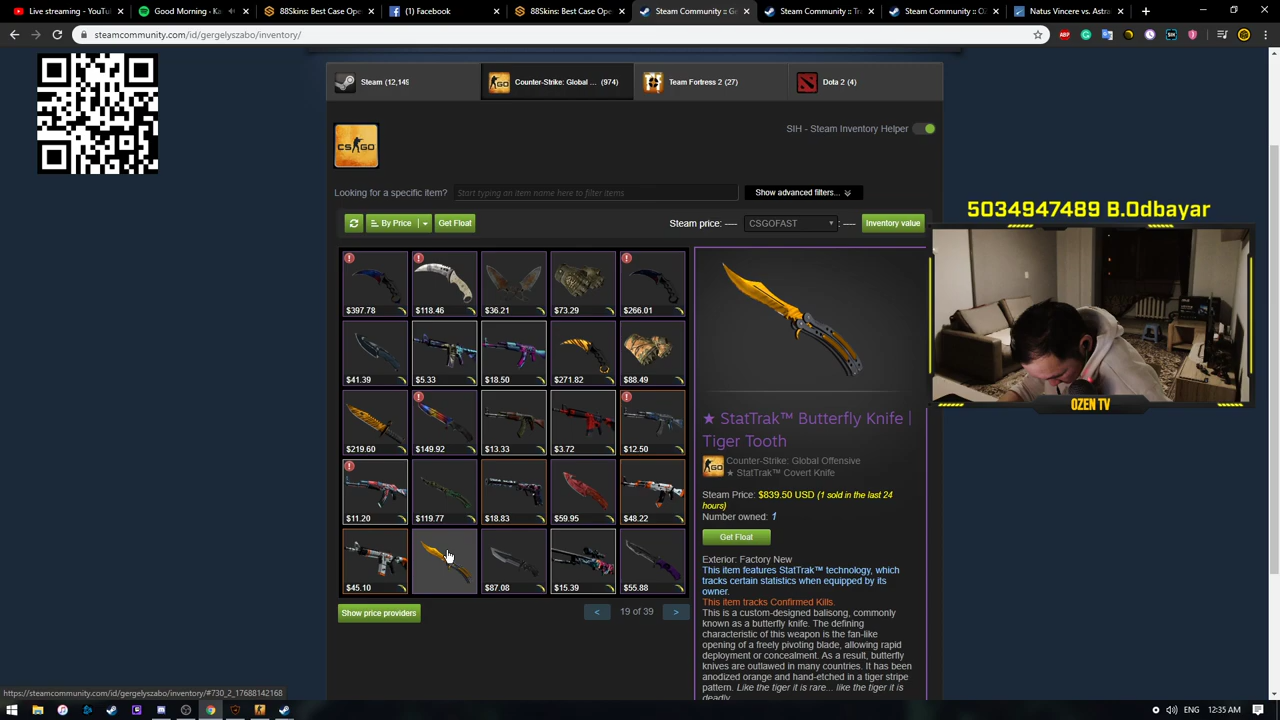 Live streaming - Y
Good Morning - Ka
88Skins: Best Case Ope
Facebook
88Skins: Best Case Ope
Steam Community :: Ge
Steam Community :: Tra
Steam Community :: Oz
Natus Vincere vs. Astra
steamcommunity.com/id/gergelyszabo/inventory/
Steam (12,149
Counter-Strike: Global ... (974)
Team Fortress 2 (27)
Dota 2 (4)
CS GO
SIH - Steam Inventory Helper
Looking for a specific item?
Start typing an item name here to filter items
Show advanced filters...
By Price
Get Float
Steam price: ----
CSGOFAST
: ----
Inventory value
5034947489 B.Odbayar
$397.78
$118.46
$36.21
$73.29
$266.01
$41.39
$5.33
$18.50
$271.82
$88.49
$219.60
$149.92
$13.33
$3.72
$12.50
$11.20
$119.77
$18.83
$59.95
$48.22
$45.10
$87.08
$15.39
$55.88
Show price providers
<
19 of 39
>
OZEN TV
★ StatTrak™ Butterfly Knife |
Tiger Tooth
Counter-Strike: Global Offensive
★ StatTrak™ Covert Knife
Steam Price: $839.50 USD (1 sold in the last 24
hours)
Number owned: 1
Get Float
Exterior: Factory New
This item features StatTrak™ technology, which
tracks certain statistics when equipped by its
owner.
This item tracks Confirmed Kills.
This is a custom-designed balisong, commonly
known as a butterfly knife. The defining
characteristic of this weapon is the fan-like
opening of a freely pivoting blade, allowing rapid
deployment or concealment. As a result, butterfly
knives are outlawed in many countries. It has been
anodized orange and hand-etched in a tiger stripe
pattern. Like the tiger it is rare... like the tiger it is
deadly
https://steamcommunity.com/id/gergelyszabo/inventory/#730_2_17688142168
12:35 AM